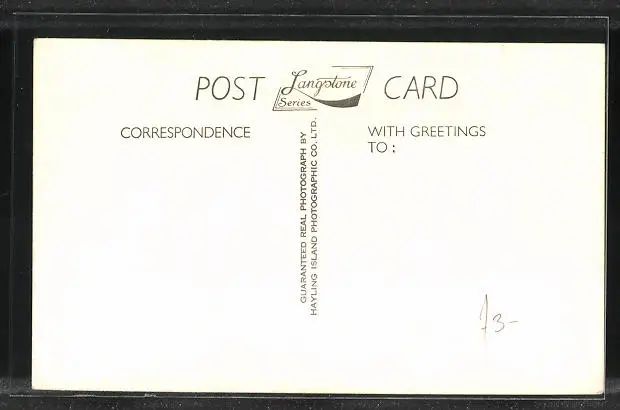 POST Langstone Series CARD
CORRESPONDENCE
WITH GREETINGS
TO :
GUARANTEED REAL PHOTOGRAPH BY
HAYLING ISLAND PHOTOGRAPHIC CO. LTD.